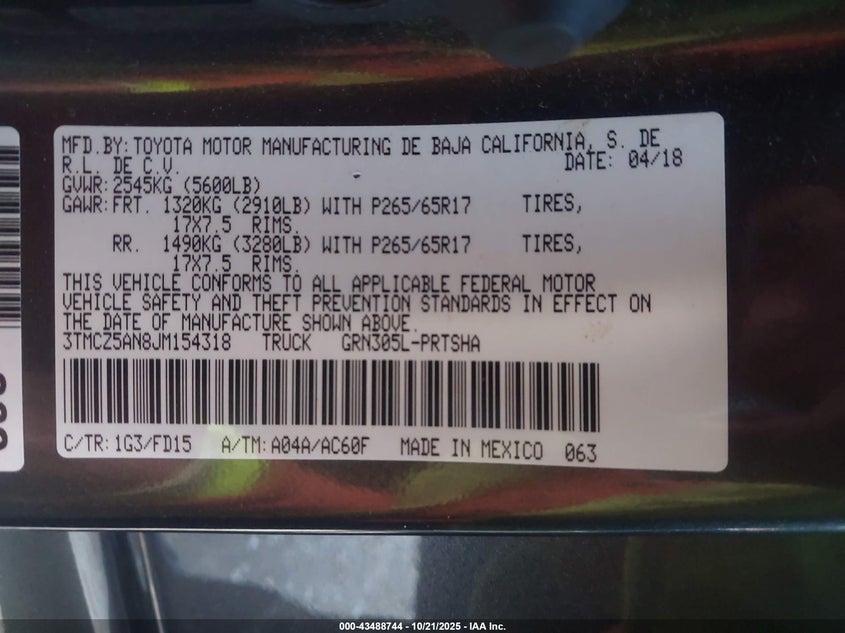 MFD.BY:TOYOTA MOTOR MANUFACTURING DE BAJA CALIFORNIA, S. DE
R.L. DE C.V. DATE: 04/18
GVWR:2545KG (5600LB)
GAWR:FRT. 1320KG (2910LB) WITH P265/65R17 TIRES,
17X7.5 RIMS.
RR. 1490KG (3280LB) WITH P265/65R17 TIRES,
17X7.5 RIMS.
THIS VEHICLE CONFORMS TO ALL APPLICABLE FEDERAL MOTOR
VEHICLE SAFETY AND THEFT PREVENTION STANDARDS IN EFFECT ON
THE DATE OF MANUFACTURE SHOWN ABOVE.
3TMCZ5AN8JM154318 TRUCK GRN305L-PRTSHA
C/TR:1G3/FD15 A/TM:A04A/AC60F MADE IN MEXICO 063
000-43488744 - 10/21/2025 - IAA Inc.